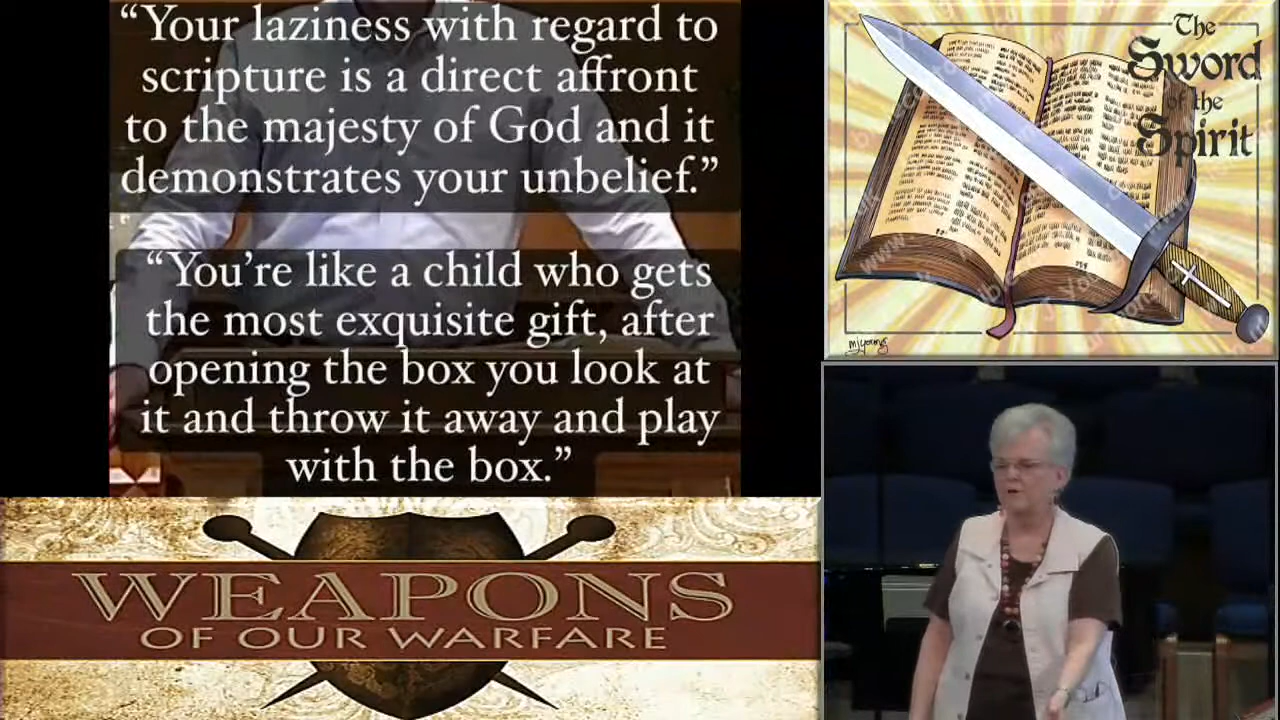 “Your laziness with regard to
scripture is a direct affront
to the majesty of God and it
demonstrates your unbelief.”
“You’re like a child who gets
the most exquisite gift, after
opening the box you look at
it and throw it away and play
with the box.”
The
Sword
of the
Spirit
WEAPONS
OF OUR WARFARE